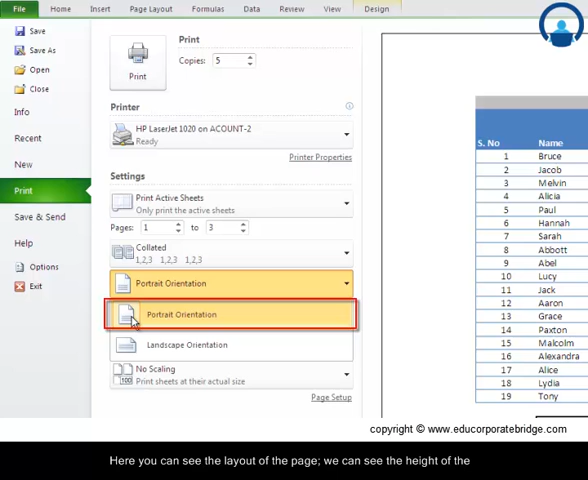 File Home Insert Page Layout Formulas Data Review View Design
Save
Save As
Open
Close
Info
Recent
New
Print
Save & Send
Help
Options
Exit
Print
Print
Copies: 5
Printer
HP LaserJet 1020 on ACOUNT-2
Ready
Printer Properties
Settings
Print Active Sheets
Only print the active sheets
Pages: 1 to 3
Collated
1,2,3 1,2,3 1,2,3
Portrait Orientation
Portrait Orientation
Landscape Orientation
No Scaling
Print sheets at their actual size
100
Page Setup
S. No Name
1 Bruce
2 Jacob
3 Melvin
4 Alicia
5 Paul
6 Hannah
7 Sarah
8 Abbott
9 Abel
10 Lucy
11 Jack
12 Aaron
13 Grace
14 Paxton
15 Malcolm
16 Alexandra
17 Alice
18 Lydia
19 Tony
copyright © www.educorporatebridge.com
Here you can see the layout of the page; we can see the height of the